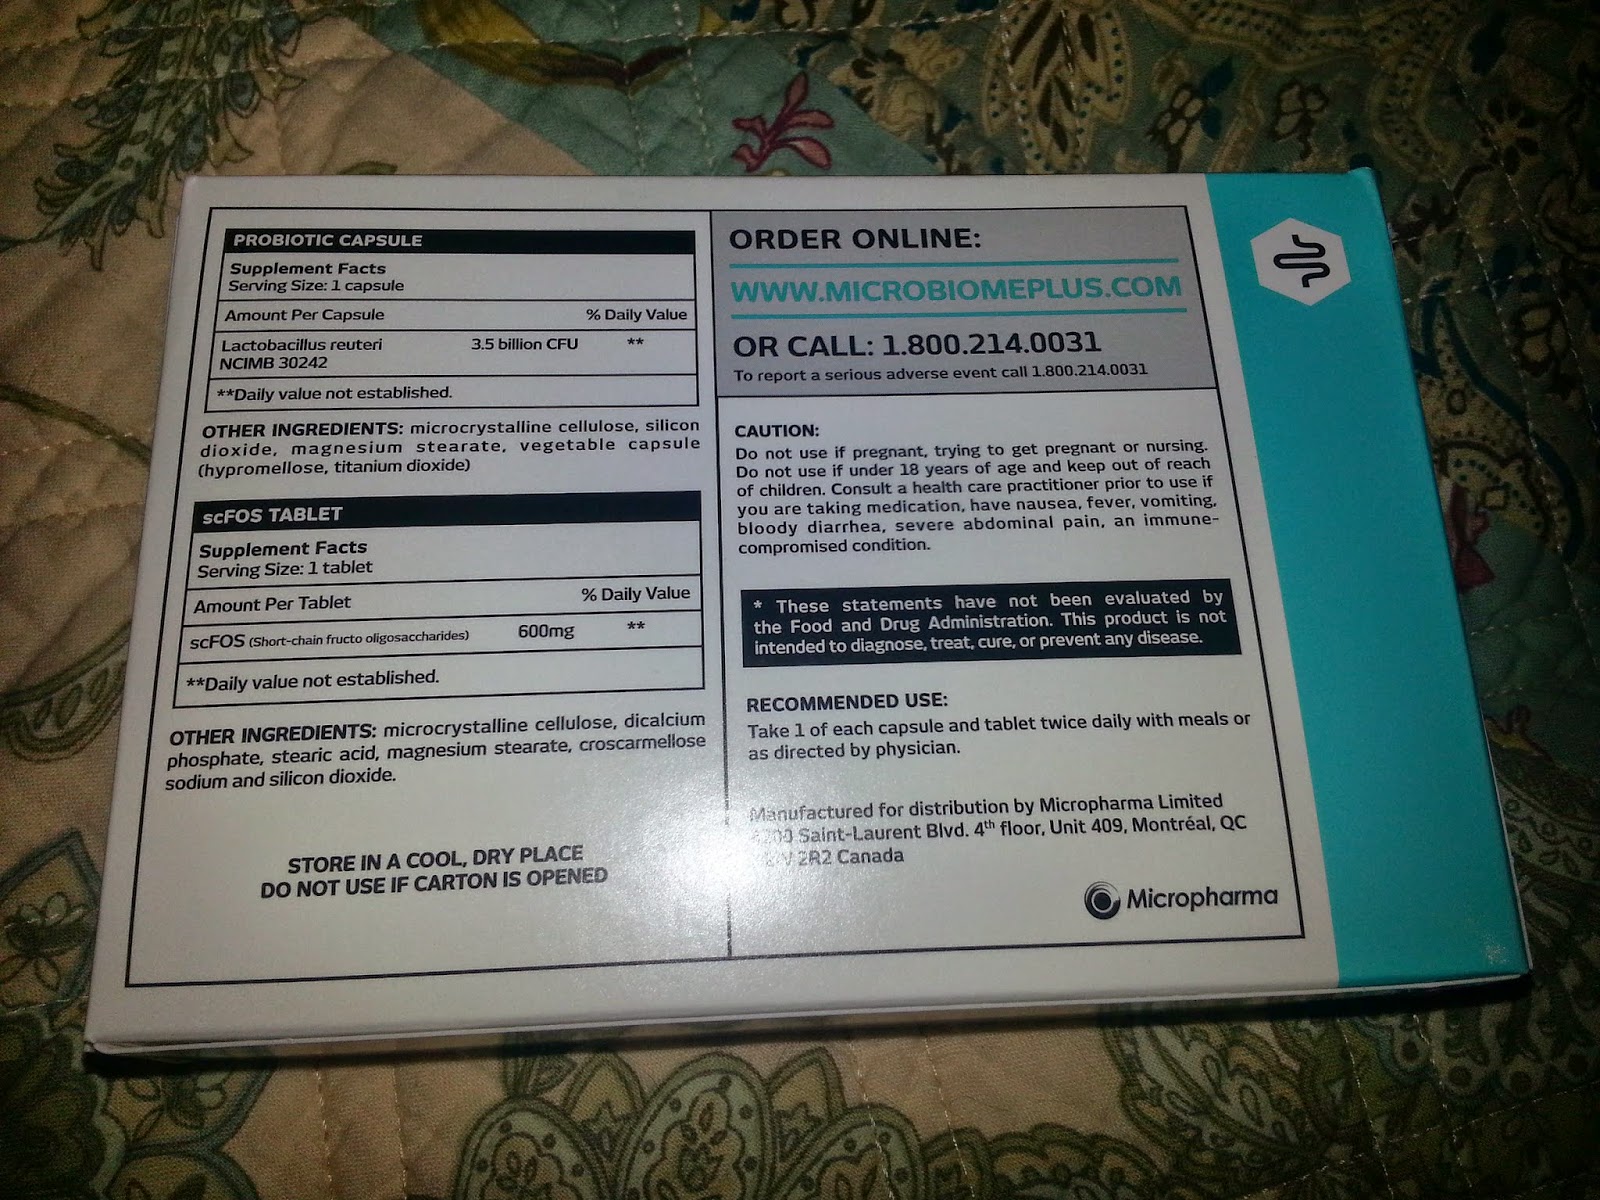 PROBIOTIC CAPSULE
Supplement Facts
Serving Size: 1 capsule
Amount Per Capsule % Daily Value
Lactobacillus reuteri 3.5 billion CFU **
NCIMB 30242
**Daily value not established.
OTHER INGREDIENTS: microcrystalline cellulose, silicon
dioxide, magnesium stearate, vegetable capsule
(hypromellose, titanium dioxide)
scFOS TABLET
Supplement Facts
Serving Size: 1 tablet
Amount Per Tablet % Daily Value
scFOS (Short-chain fructo oligosaccharides) 600mg **
**Daily value not established.
OTHER INGREDIENTS: microcrystalline cellulose, dicalcium
phosphate, stearic acid, magnesium stearate, croscarmellose
sodium and silicon dioxide.
STORE IN A COOL, DRY PLACE
DO NOT USE IF CARTON IS OPENED
ORDER ONLINE:
WWW.MICROBIOMEPLUS.COM
OR CALL: 1.800.214.0031
To report a serious adverse event call 1.800.214.0031
CAUTION:
Do not use if pregnant, trying to get pregnant or nursing.
Do not use if under 18 years of age and keep out of reach
of children. Consult a health care practitioner prior to use if
you are taking medication, have nausea, fever, vomiting,
bloody diarrhea, severe abdominal pain, an immune-
compromised condition.
* These statements have not been evaluated by
the Food and Drug Administration. This product is not
intended to diagnose, treat, cure, or prevent any disease.
RECOMMENDED USE:
Take 1 of each capsule and tablet twice daily with meals or
as directed by physician.
Manufactured for distribution by Micropharma Limited
Saint-Laurent Blvd. 4th floor, Unit 409, Montréal, QC
2R2 Canada
Micropharma